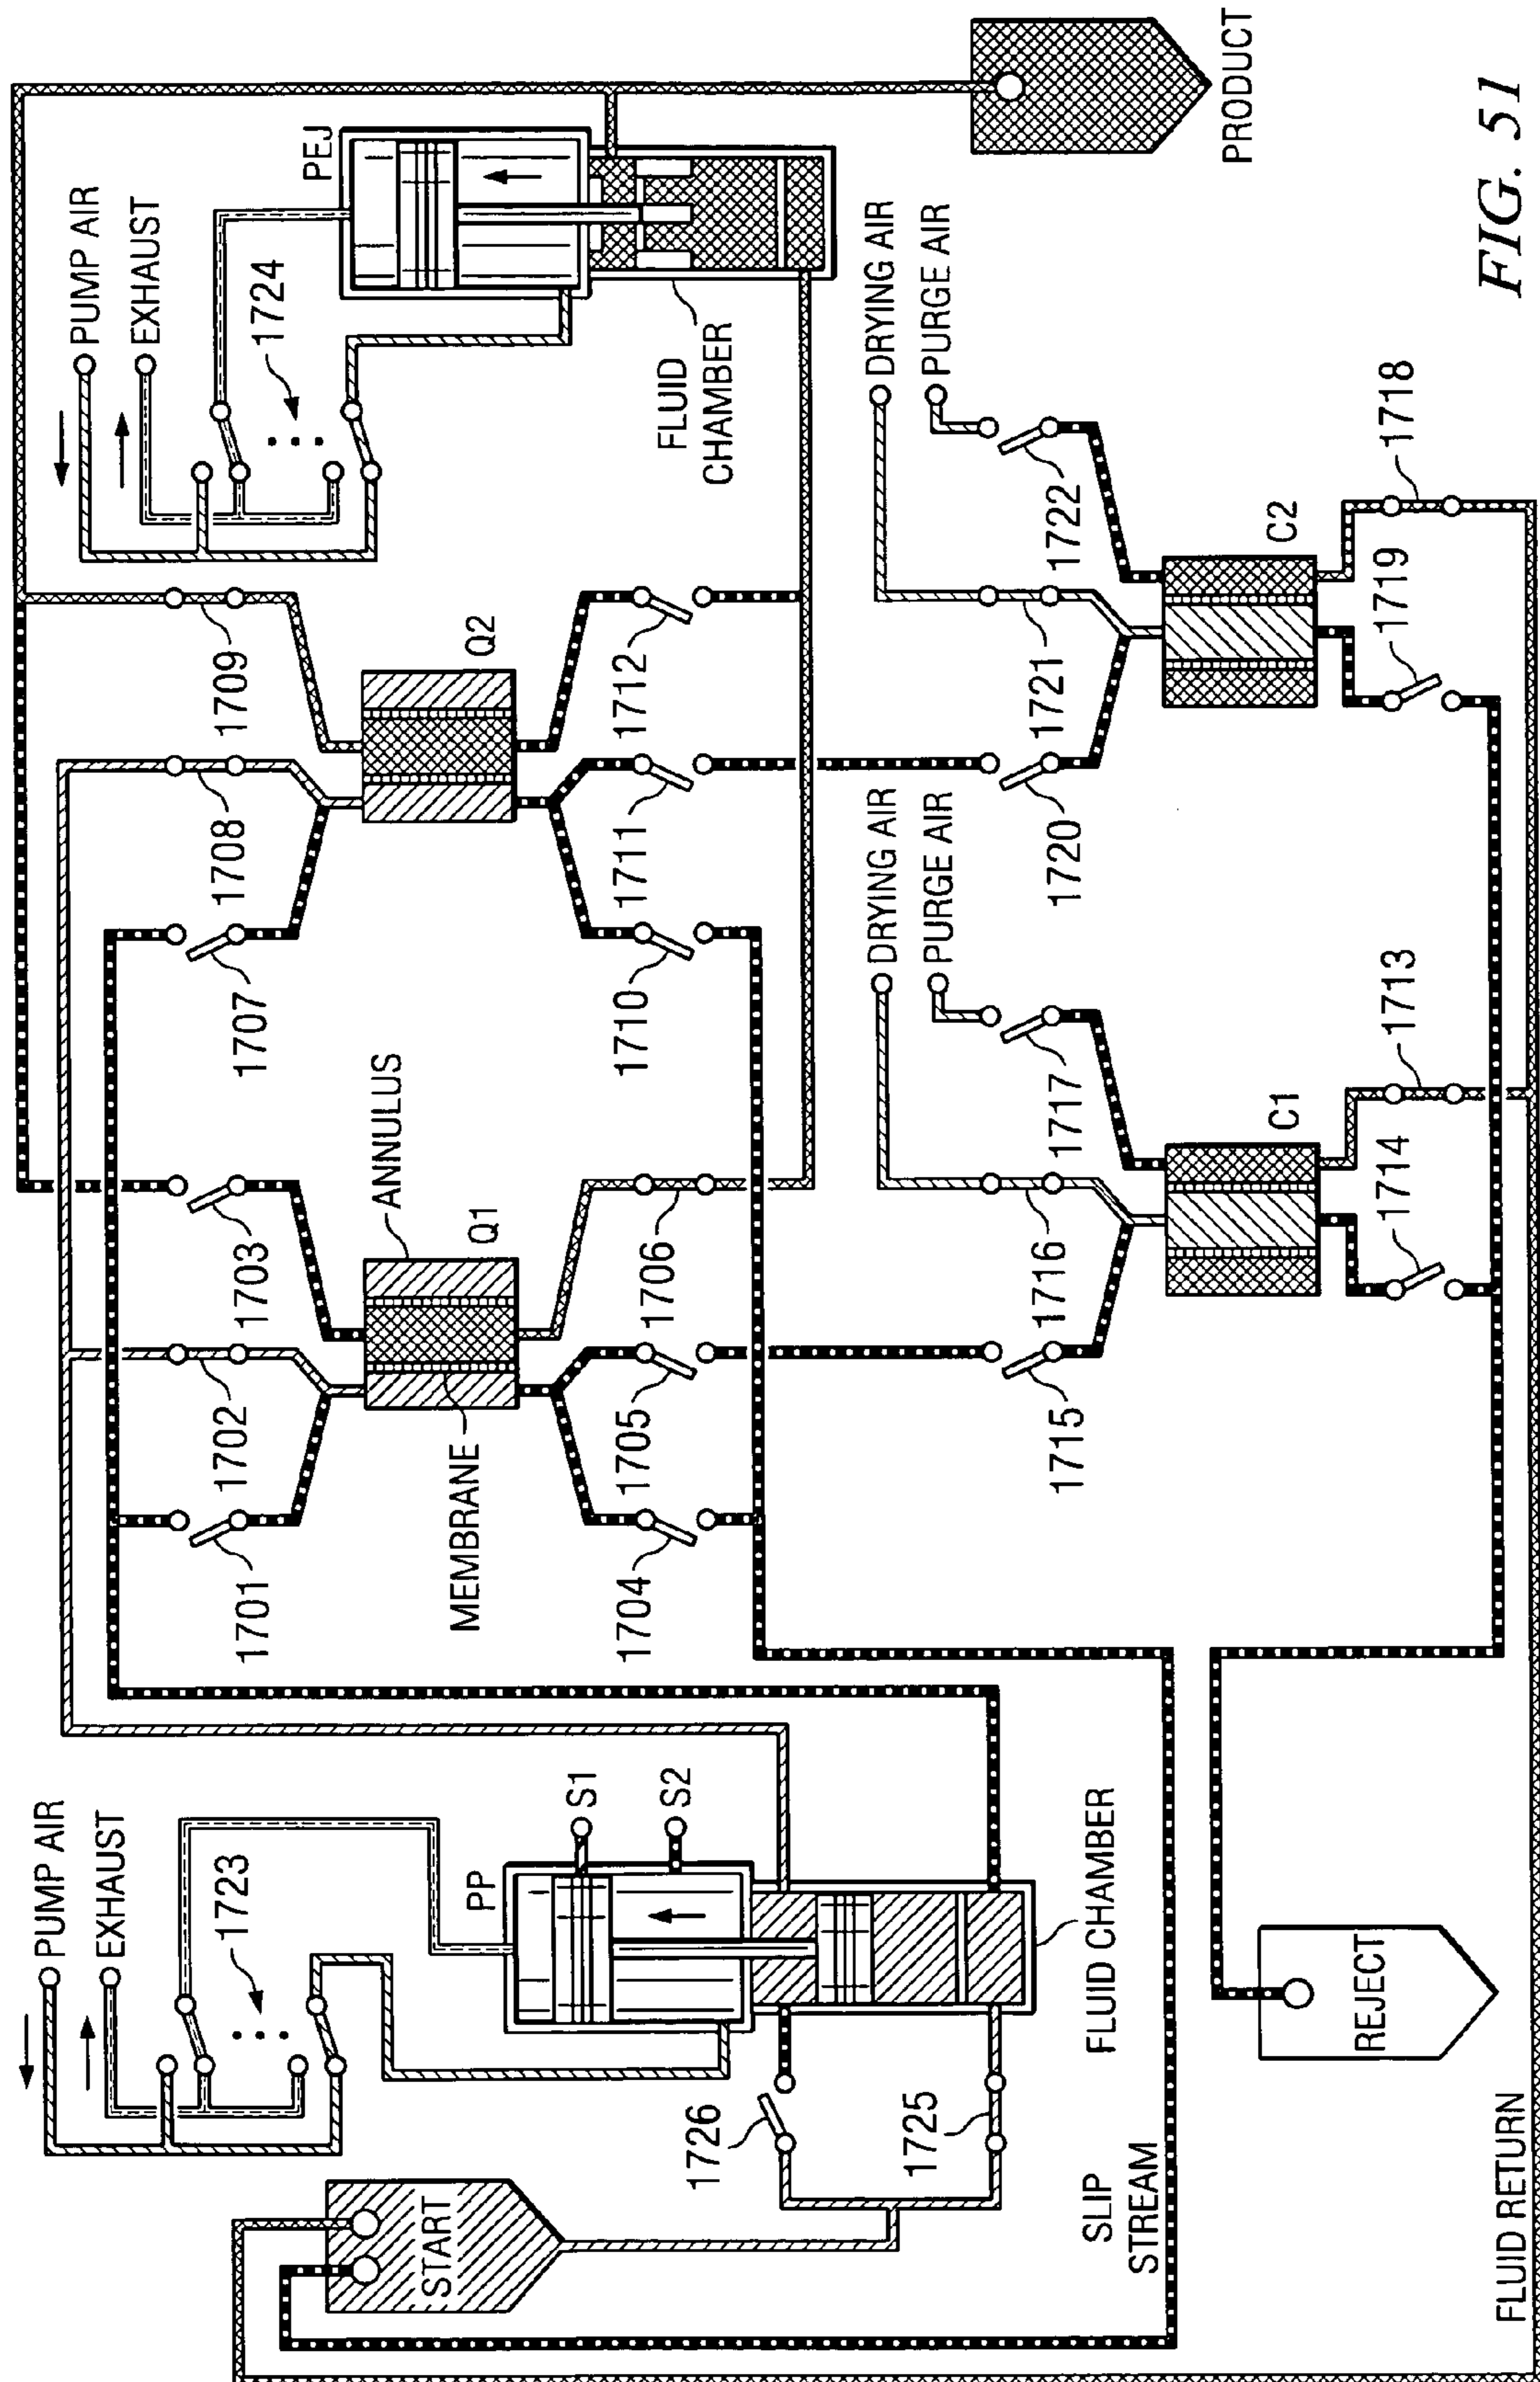 PUMP AIR
EXHAUST
1723
PP
S1
S2
START
1726
1725
FLUID CHAMBER
SLIP
STREAM
REJECT
FLUID RETURN
1701
1702
1703
MEMBRANE
ANNULUS
Q1
1704
1705
1706
1707
1708
1709
Q2
1710
1711
1712
PUMP AIR
EXHAUST
1724
PEJ
FLUID
CHAMBER
PRODUCT
DRYING AIR
PURGE AIR
1715
1716
1717
C1
1714
1713
DRYING AIR
PURGE AIR
1720
1721
1722
C2
1719
1718
FIG. 51